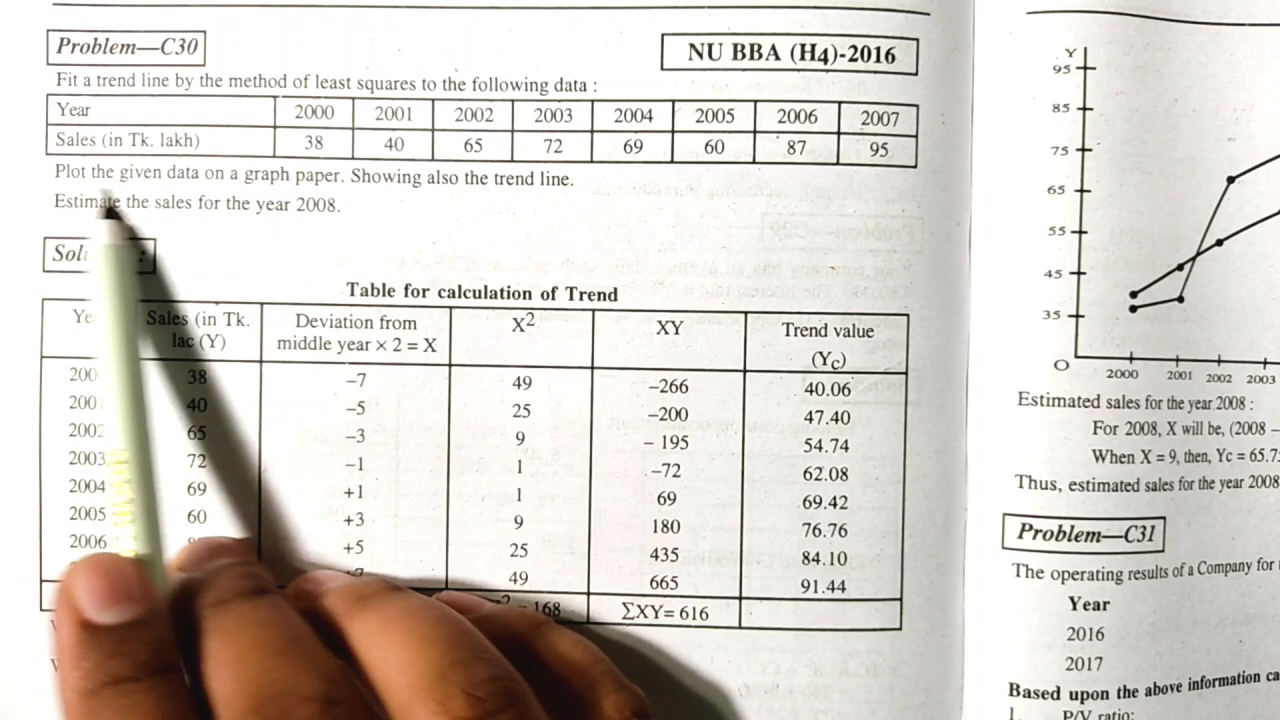 Problem—C30
NU BBA (H4)-2016
Fit a trend line by the method of least squares to the following data :
Year 2000 2001 2002 2003 2004 2005 2006 2007
Sales (in Tk. lakh) 38 40 65 72 69 60 87 95
Plot the given data on a graph paper. Showing also the trend line.
Estimate the sales for the year 2008.
Table for calculation of Trend
Sales (in Tk. lac (Y) Deviation from middle year × 2 = X X² XY Trend value (Yc)
38 –7 49 –266 40.06
40 –5 25 –200 47.40
2002 65 –3 9 – 195 54.74
2003 72 –1 1 –72 62.08
2004 69 +1 1 69 69.42
2005 60 +3 9 180 76.76
2006 +5 25 435 84.10
49 665 91.44
168 ∑XY= 616
Y
95
85
75
65
55
45
35
O 2000 2001 2002 2003
Estimated sales for the year 2008 :
For 2008, X will be, (2008 –
When X = 9, then, Yc = 65.7
Thus, estimated sales for the year 2008
Problem—C31
The operating results of a Company for
Year
2016
2017
Based upon the above information ca
1. P/V ratio: